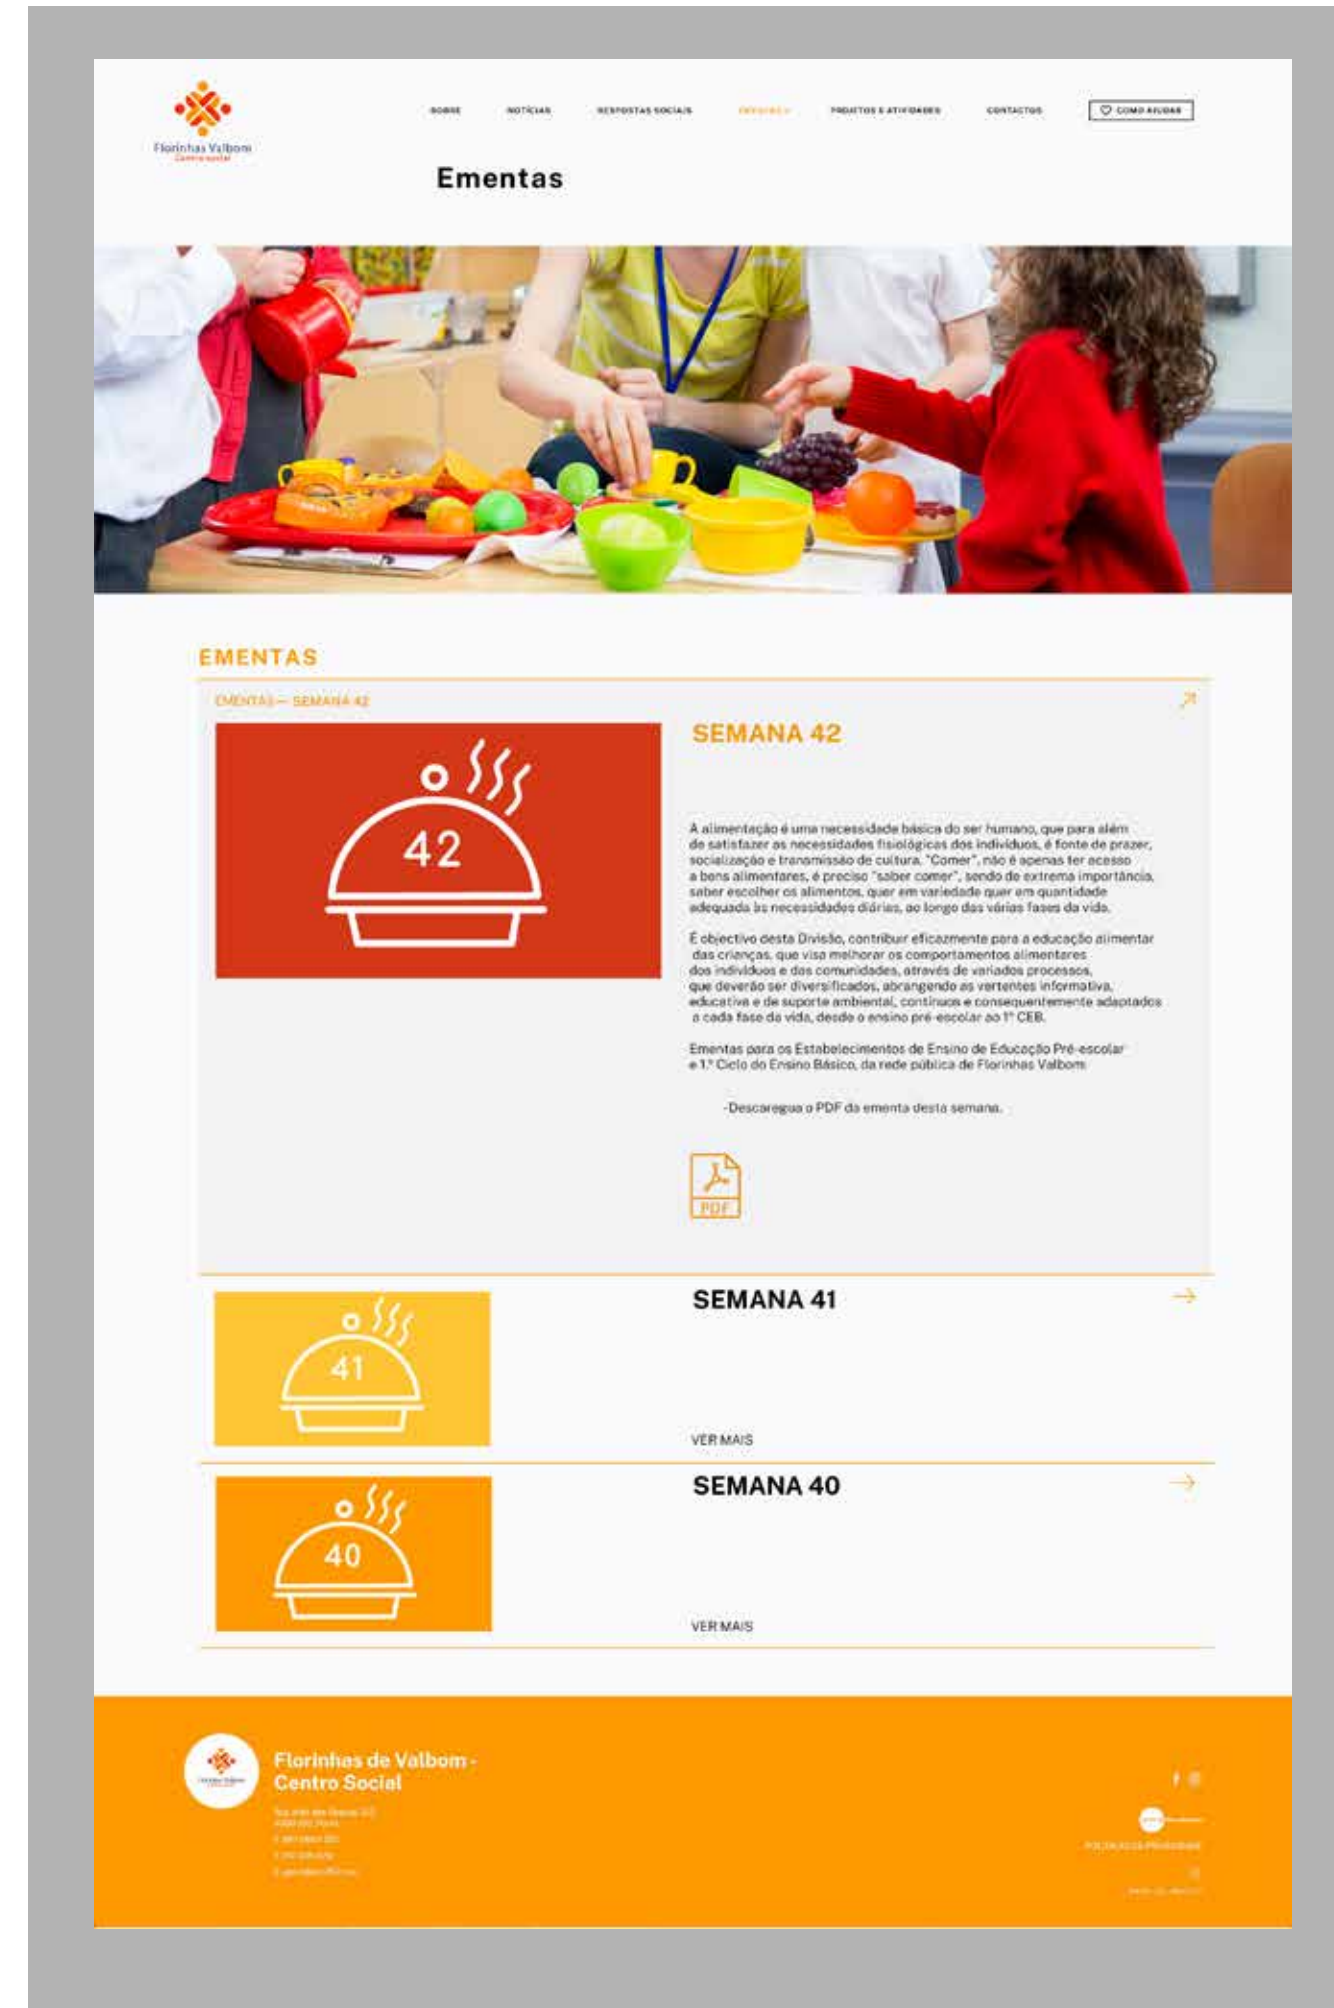 SOBRE NOTÍCIAS RESPOSTAS SOCIAIS PROJETOS E ATIVIDADES CONTACTOS COMO AJUDAR
Florinhas Valbom
Centro social
Ementas
EMENTAS
EMENTAS — SEMANA 42
SEMANA 42
42
A alimentação é uma necessidade básica do ser humano, que para além
de satisfazer as necessidades fisiológicas dos indivíduos, é fonte de prazer,
socialização e transmissão de cultura. "Comer", não é apenas ter acesso
a bens alimentares, é preciso "saber comer", sendo de extrema importância,
saber escolher os alimentos, quer em variedade quer em quantidade
adequada às necessidades diárias, ao longo das várias fases da vida.
É objectivo desta Divisão, contribuir eficazmente para a educação alimentar
das crianças, que visa melhorar os comportamentos alimentares
dos indivíduos e das comunidades, através de variados processos,
que deverão ser diversificados, abrangendo as vertentes informativa,
educativa e de suporte ambiental, contínuos e consequentemente adaptados
a cada fase da vida, desde o ensino pré-escolar ao 1º CEB.
Ementas para os Estabelecimentos de Ensino de Educação Pré-escolar
e 1.º Ciclo do Ensino Básico, da rede pública de Florinhas Valbom:
-Descaregua o PDF da ementa desta semana.
PDF
SEMANA 41
41
VER MAIS
SEMANA 40
40
VER MAIS
Florinhas de Valbom -
Centro Social